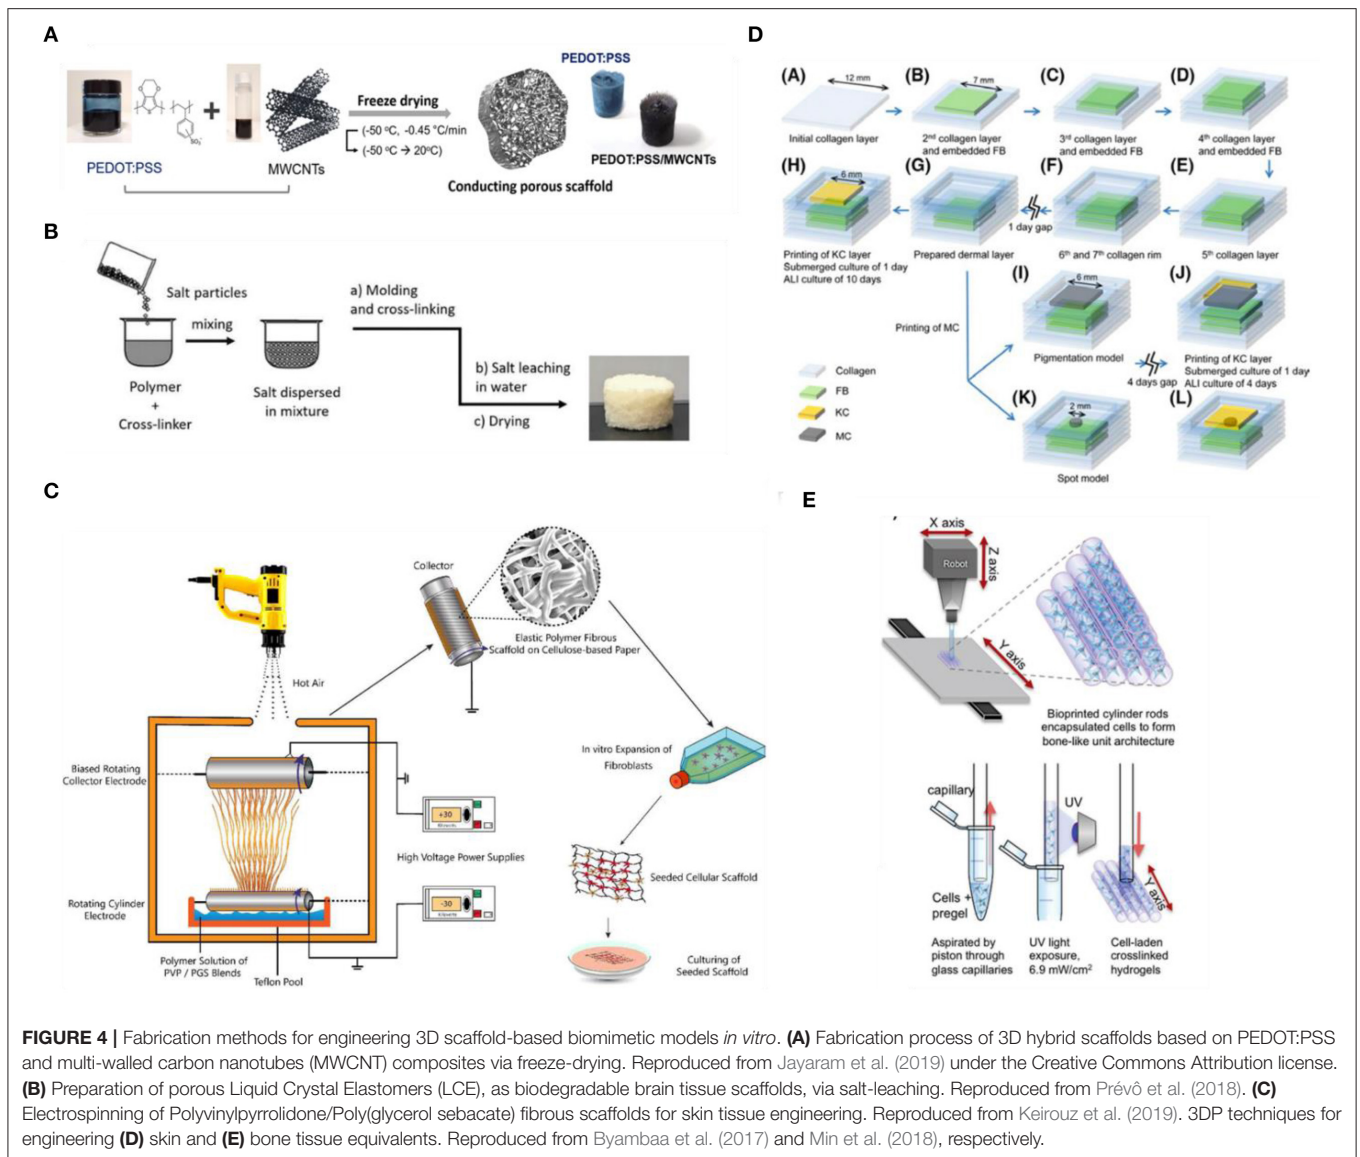 A
PEDOT:PSS
+
MWCNTs
SO₃⁻
Freeze drying
(-50 ºC, -0.45 °C/min
(-50 ºC → 20ºC)
Conducting porous scaffold
PEDOT:PSS
PEDOT:PSS/MWCNTs
B
Salt particles
mixing
Polymer
+
Cross-linker
Salt dispersed
in mixture
a) Molding
and cross-linking
b) Salt leaching
in water
c) Drying
C
Hot Air
Collector
Elastic Polymer Fibrous
Scaffold on Cellulose-based Paper
Biased Rotating
Collector Electrode
+30
High Voltage Power Supplies
-30
Rotating Cylinder
Electrode
Polymer Solution of
PVP / PGS Blends
Teflon Pool
In vitro Expansion of
Fibroblasts
Seeded Cellular Scaffold
Culturing of
Seeded Scaffold
D
(A)
12 mm
Initial collagen layer
(B)
7 mm
2nd collagen layer
and embedded FB
(C)
3rd collagen layer
and embedded FB
(D)
4th collagen layer
and embedded FB
(H)
6 mm
Printing of KC layer
Submerged culture of 1 day
ALI culture of 10 days
(G)
Prepared dermal layer
1 day gap
(F)
6th and 7th collagen rim
(E)
5th collagen layer
Printing of MC
(I)
6 mm
Pigmentation model
4 days gap
(J)
Printing of KC layer
Submerged culture of 1 day
ALI culture of 4 days
Collagen
FB
KC
MC
(K)
2 mm
Spot model
(L)
E
X axis
Z axis
Robot
Y axis
Bioprinted cylinder rods
encapsulated cells to form
bone-like unit architecture
capillary
UV
Cells +
pregel
Y axis
Aspirated by
piston through
glass capillaries
UV light
exposure,
6.9 mW/cm²
Cell-laden
crosslinked
hydrogels
FIGURE 4 | Fabrication methods for engineering 3D scaffold-based biomimetic models in vitro. (A) Fabrication process of 3D hybrid scaffolds based on PEDOT:PSS
and multi-walled carbon nanotubes (MWCNT) composites via freeze-drying. Reproduced from Jayaram et al. (2019) under the Creative Commons Attribution license.
(B) Preparation of porous Liquid Crystal Elastomers (LCE), as biodegradable brain tissue scaffolds, via salt-leaching. Reproduced from Prévô et al. (2018). (C)
Electrospinning of Polyvinylpyrrolidone/Poly(glycerol sebacate) fibrous scaffolds for skin tissue engineering. Reproduced from Keirouz et al. (2019). 3DP techniques for
engineering (D) skin and (E) bone tissue equivalents. Reproduced from Byambaa et al. (2017) and Min et al. (2018), respectively.